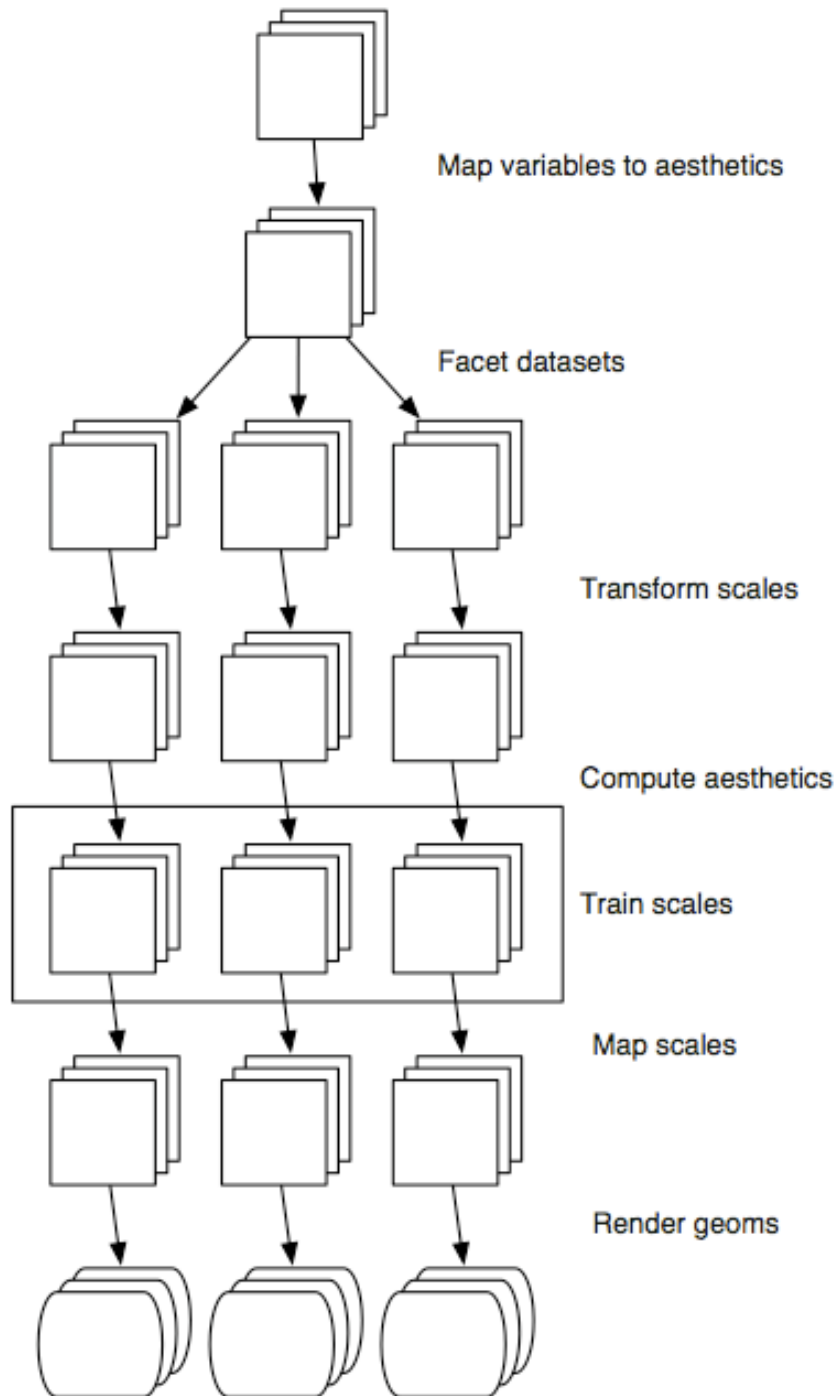 Map variables to aesthetics
Facet datasets
Transform scales
Compute aesthetics
Train scales
Map scales
Render geoms